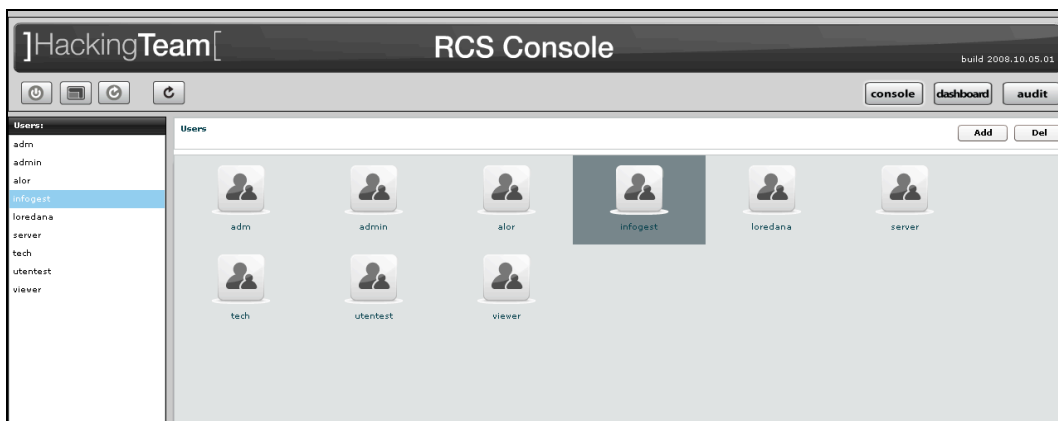 ]HackingTeam[
RCS Console
build 2008.10.05.01
console dashboard audit
Users:
adm
admin
alor
infogest
loredana
server
tech
utentest
viewer
Users
Add Del
adm admin alor infogest loredana server
tech utentest viewer